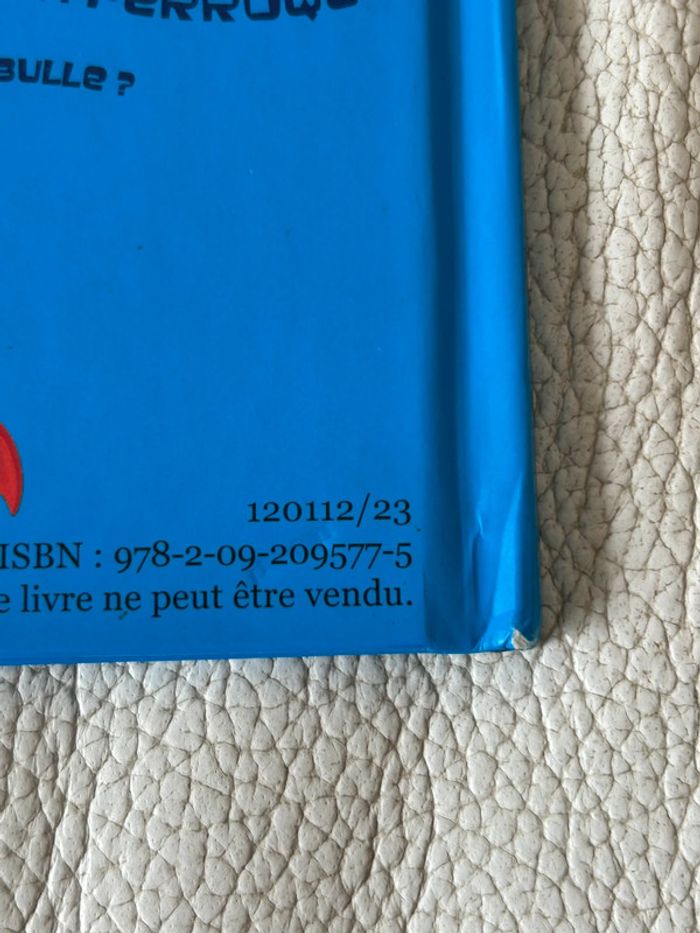 BULLE ?
120112/23
ISBN : 978-2-09-209577-5
e livre ne peut être vendu.